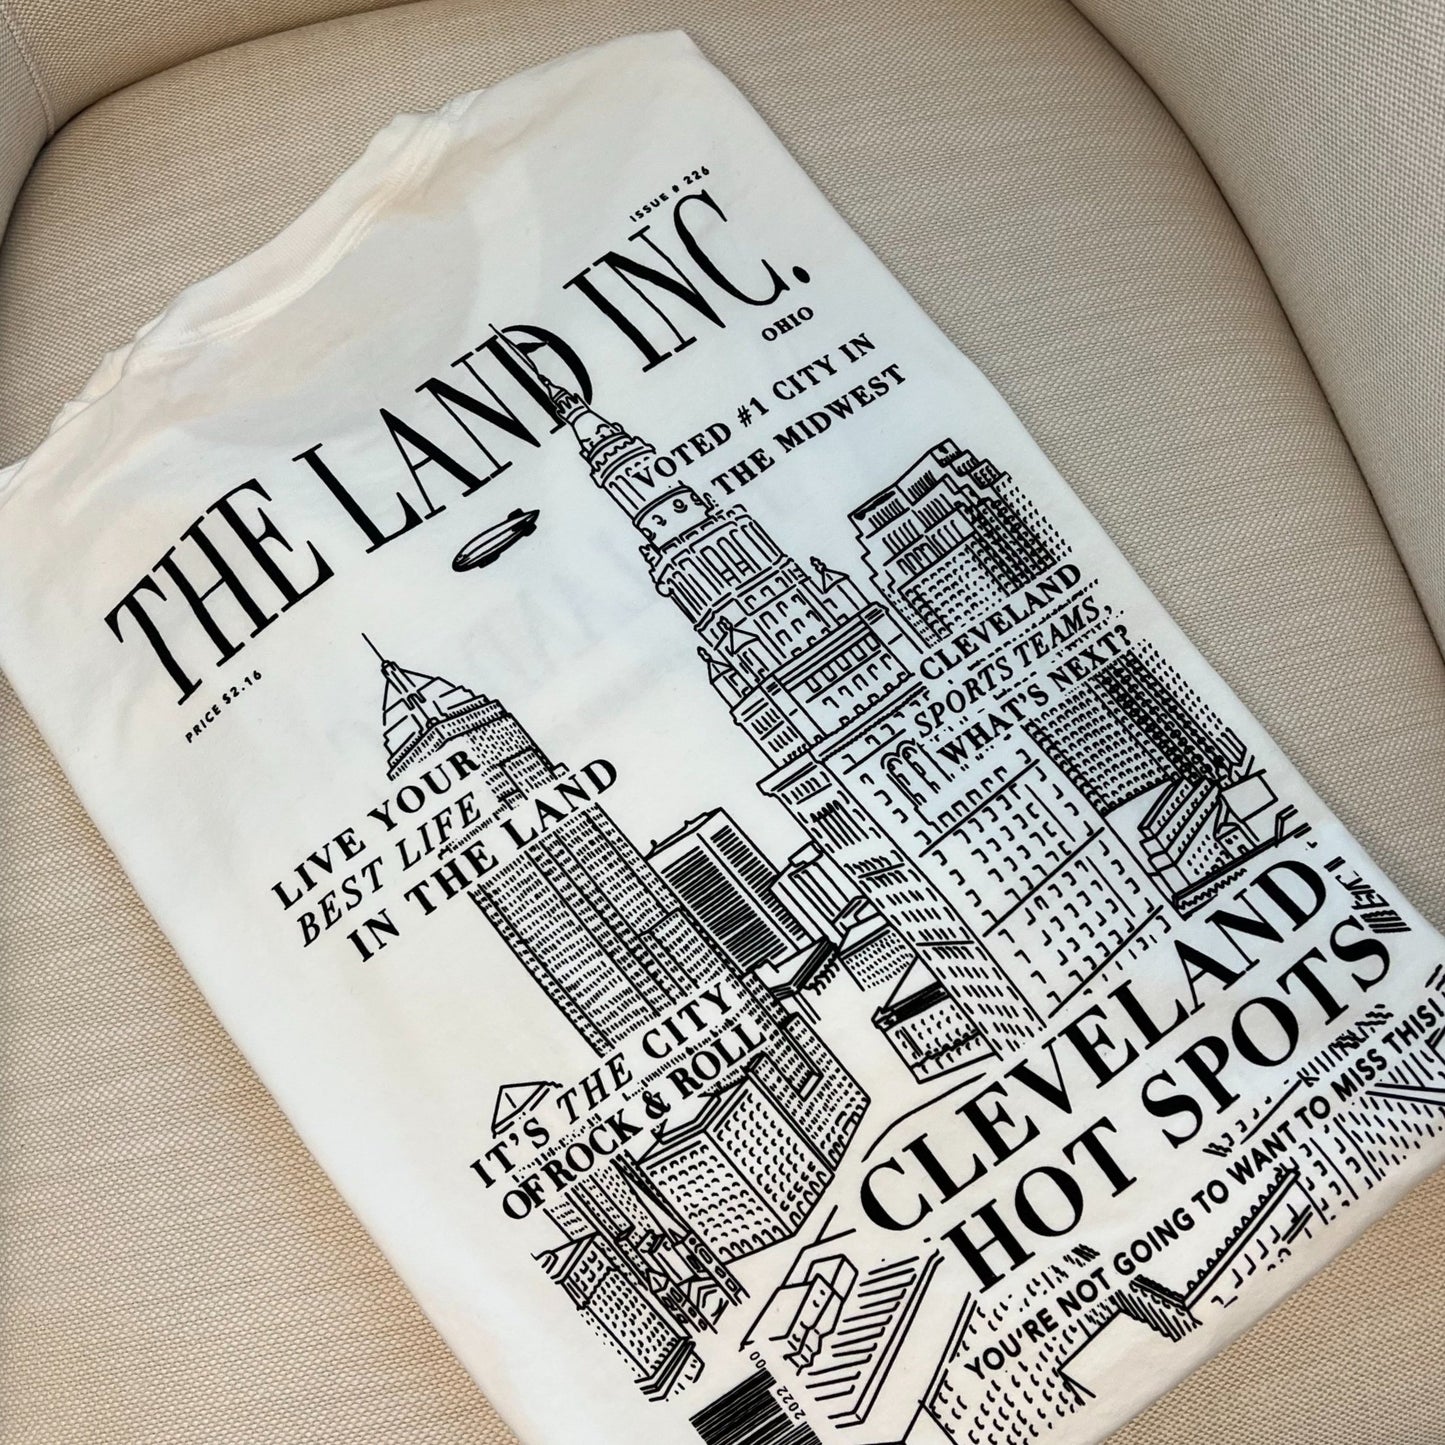 ISSUE # 226
THE LAND INC.
PRICE $2.16
OHIO
VOTED #1 CITY IN
THE MIDWEST
CLEVELAND
SPORTS TEAMS,
WHAT'S NEXT?
LIVE YOUR
BEST LIFE
IN THE LAND
IT'S THE CITY
OF ROCK & ROLL
CLEVELAND
HOT SPOTS
YOU'RE NOT GOING TO WANT TO MISS THIS!
2022